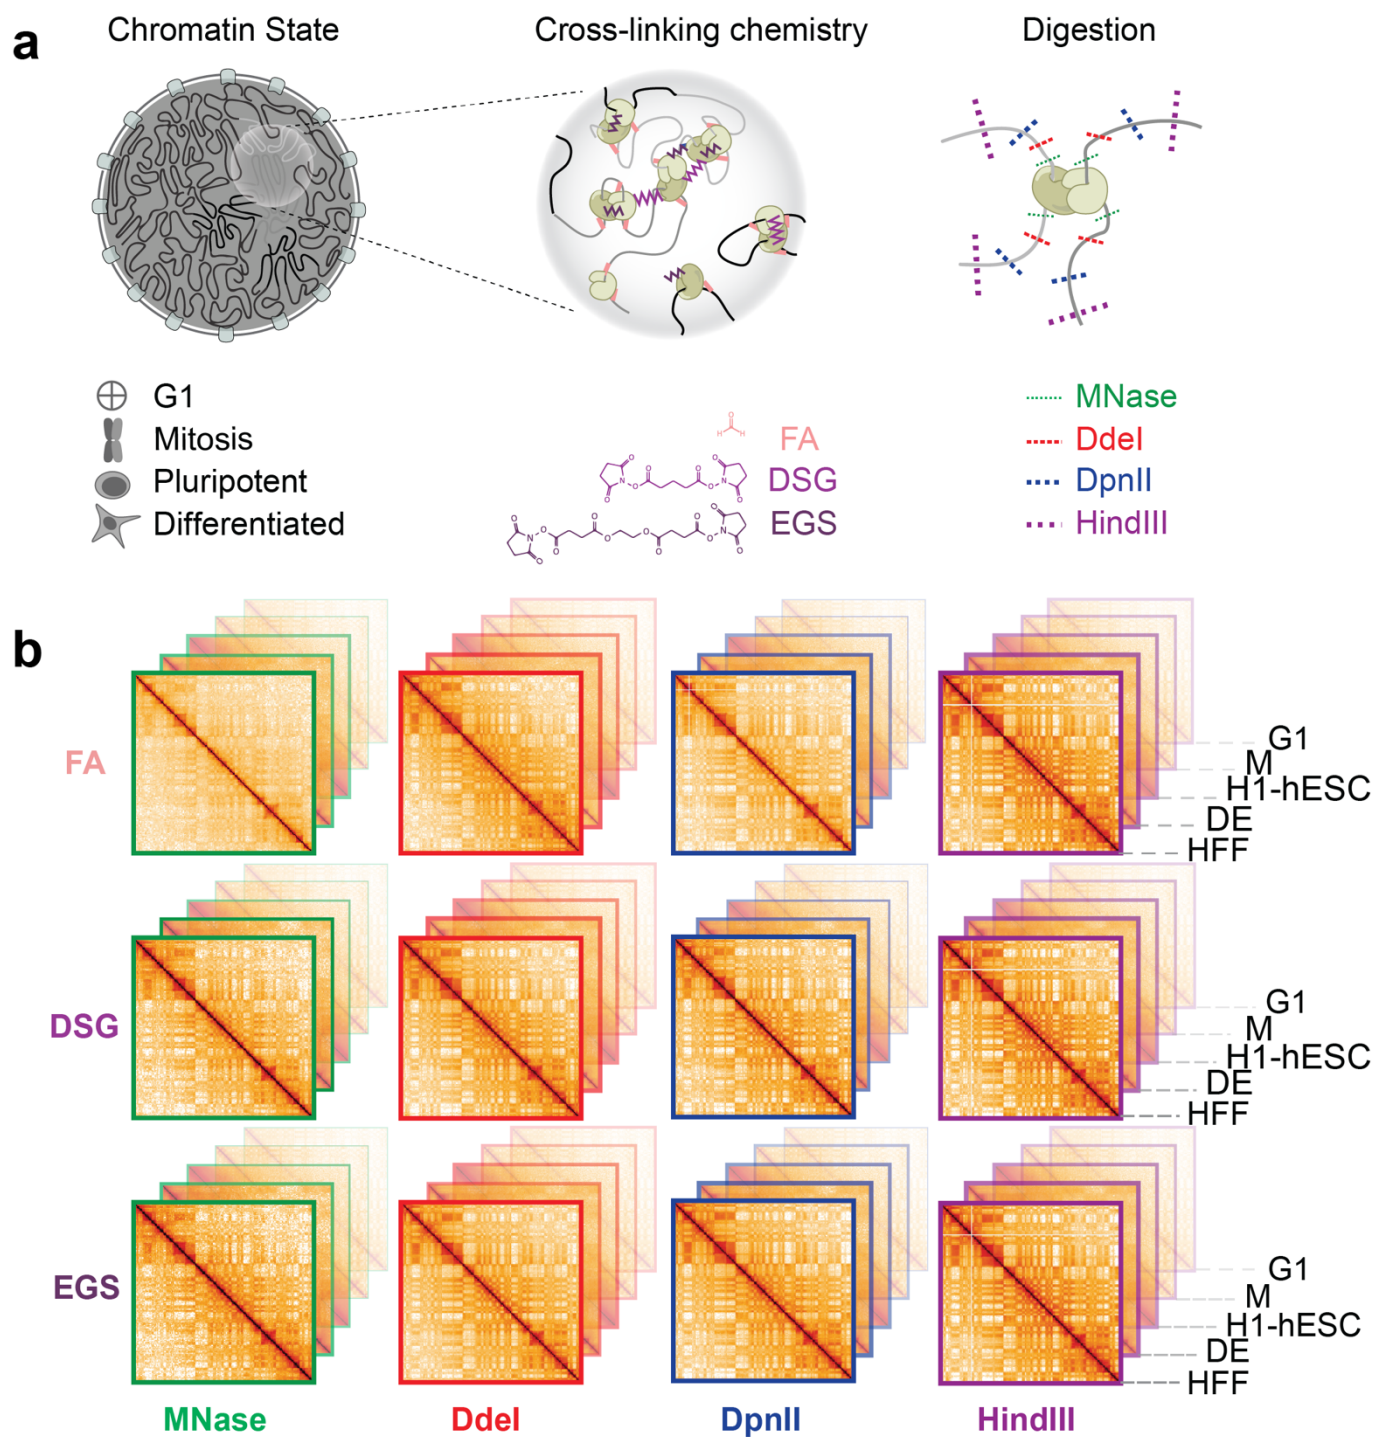 a
Chromatin State
Cross-linking chemistry
Digestion
G1
Mitosis
Pluripotent
Differentiated
O
H H
FA
DSG
EGS
MNase
DdeI
DpnII
HindIII
b
FA
G1
M
H1-hESC
DE
HFF
DSG
G1
M
H1-hESC
DE
HFF
EGS
G1
M
H1-hESC
DE
HFF
MNase
DdeI
DpnII
HindIII